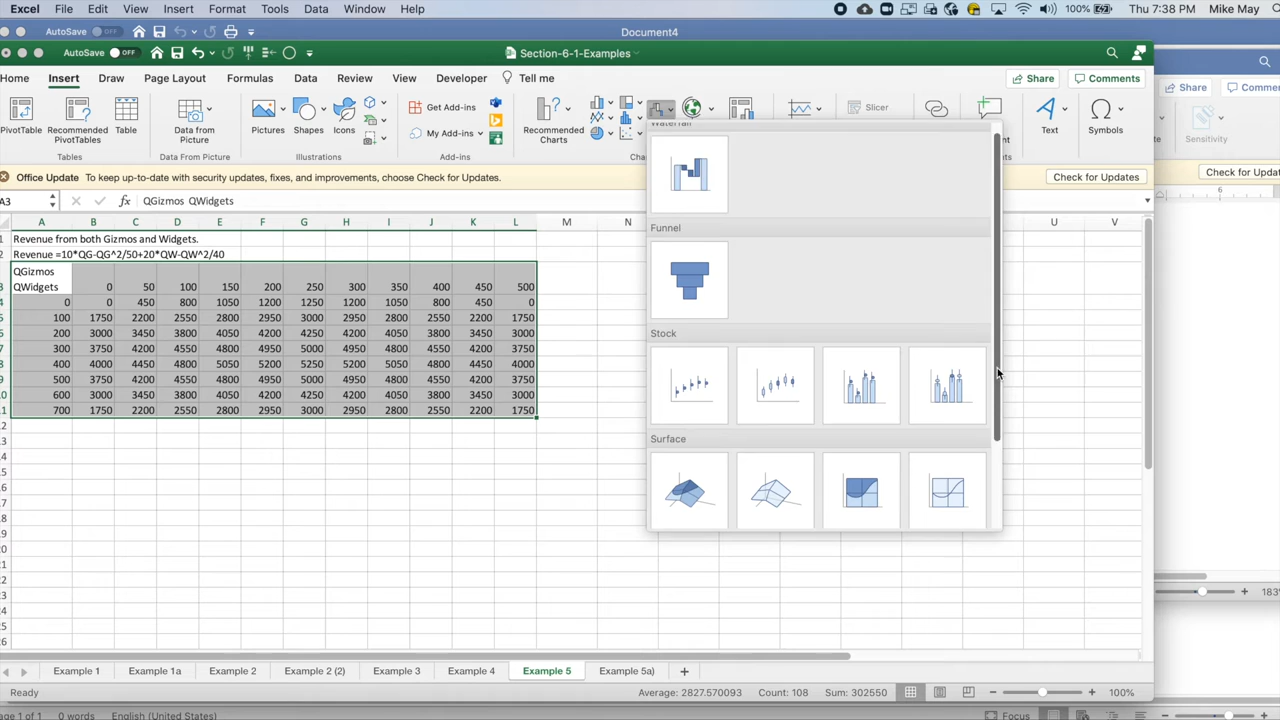 Excel File Edit View Insert Format Tools Data Window Help 100% Thu 7:38 PM Mike May
AutoSave OFF Document4
AutoSave OFF Section-6-1-Examples
Home Insert Draw Page Layout Formulas Data Review View Developer Tell me Share Comments
Share
PivotTable Recommended PivotTables Table Data from Picture Pictures Shapes Icons Get Add-ins My Add-ins Recommended Charts Slicer Text Symbols Sensitivity
Tables Data From Picture Illustrations Add-ins
Office Update To keep up-to-date with security updates, fixes, and improvements, choose Check for Updates. Check for Updates
A3 fx QGizmos QWidgets
A B C D E F G H I J K L M N U V
Revenue from both Gizmos and Widgets.
Revenue =10*QG-QG^2/50+20*QW-QW^2/40
QGizmos
QWidgets 0 50 100 150 200 250 300 350 400 450 500
0 0 450 800 1050 1200 1250 1200 1050 800 450 0
100 1750 2200 2550 2800 2950 3000 2950 2800 2550 2200 1750
200 3000 3450 3800 4050 4200 4250 4200 4050 3800 3450 3000
300 3750 4200 4550 4800 4950 5000 4950 4800 4550 4200 3750
400 4000 4450 4800 5050 5200 5250 5200 5050 4800 4450 4000
500 3750 4200 4550 4800 4950 5000 4950 4800 4550 4200 3750
600 3000 3450 3800 4050 4200 4250 4200 4050 3800 3450 3000
700 1750 2200 2550 2800 2950 3000 2950 2800 2550 2200 1750
Waterfall
Funnel
Stock
Surface
Example 1 Example 1a Example 2 Example 2 (2) Example 3 Example 4 Example 5 Example 5a) +
Ready Average: 2827.570093 Count: 108 Sum: 302550 100%
0 words English (United States) Focus